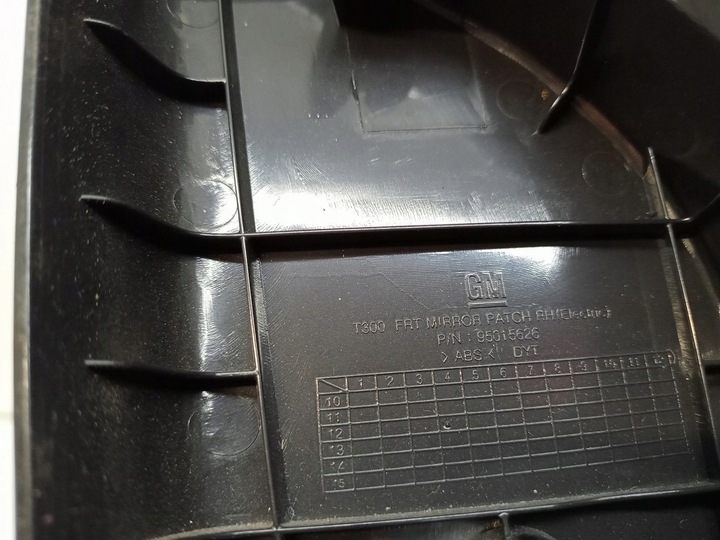 GM
T300 FRT MIRROR PATCH RH(Electric)
P/N : 95015626
>ABS< DYT
1 2 3 4 5 6 7 8 9 10 11 12
10
11
12
13
14
15